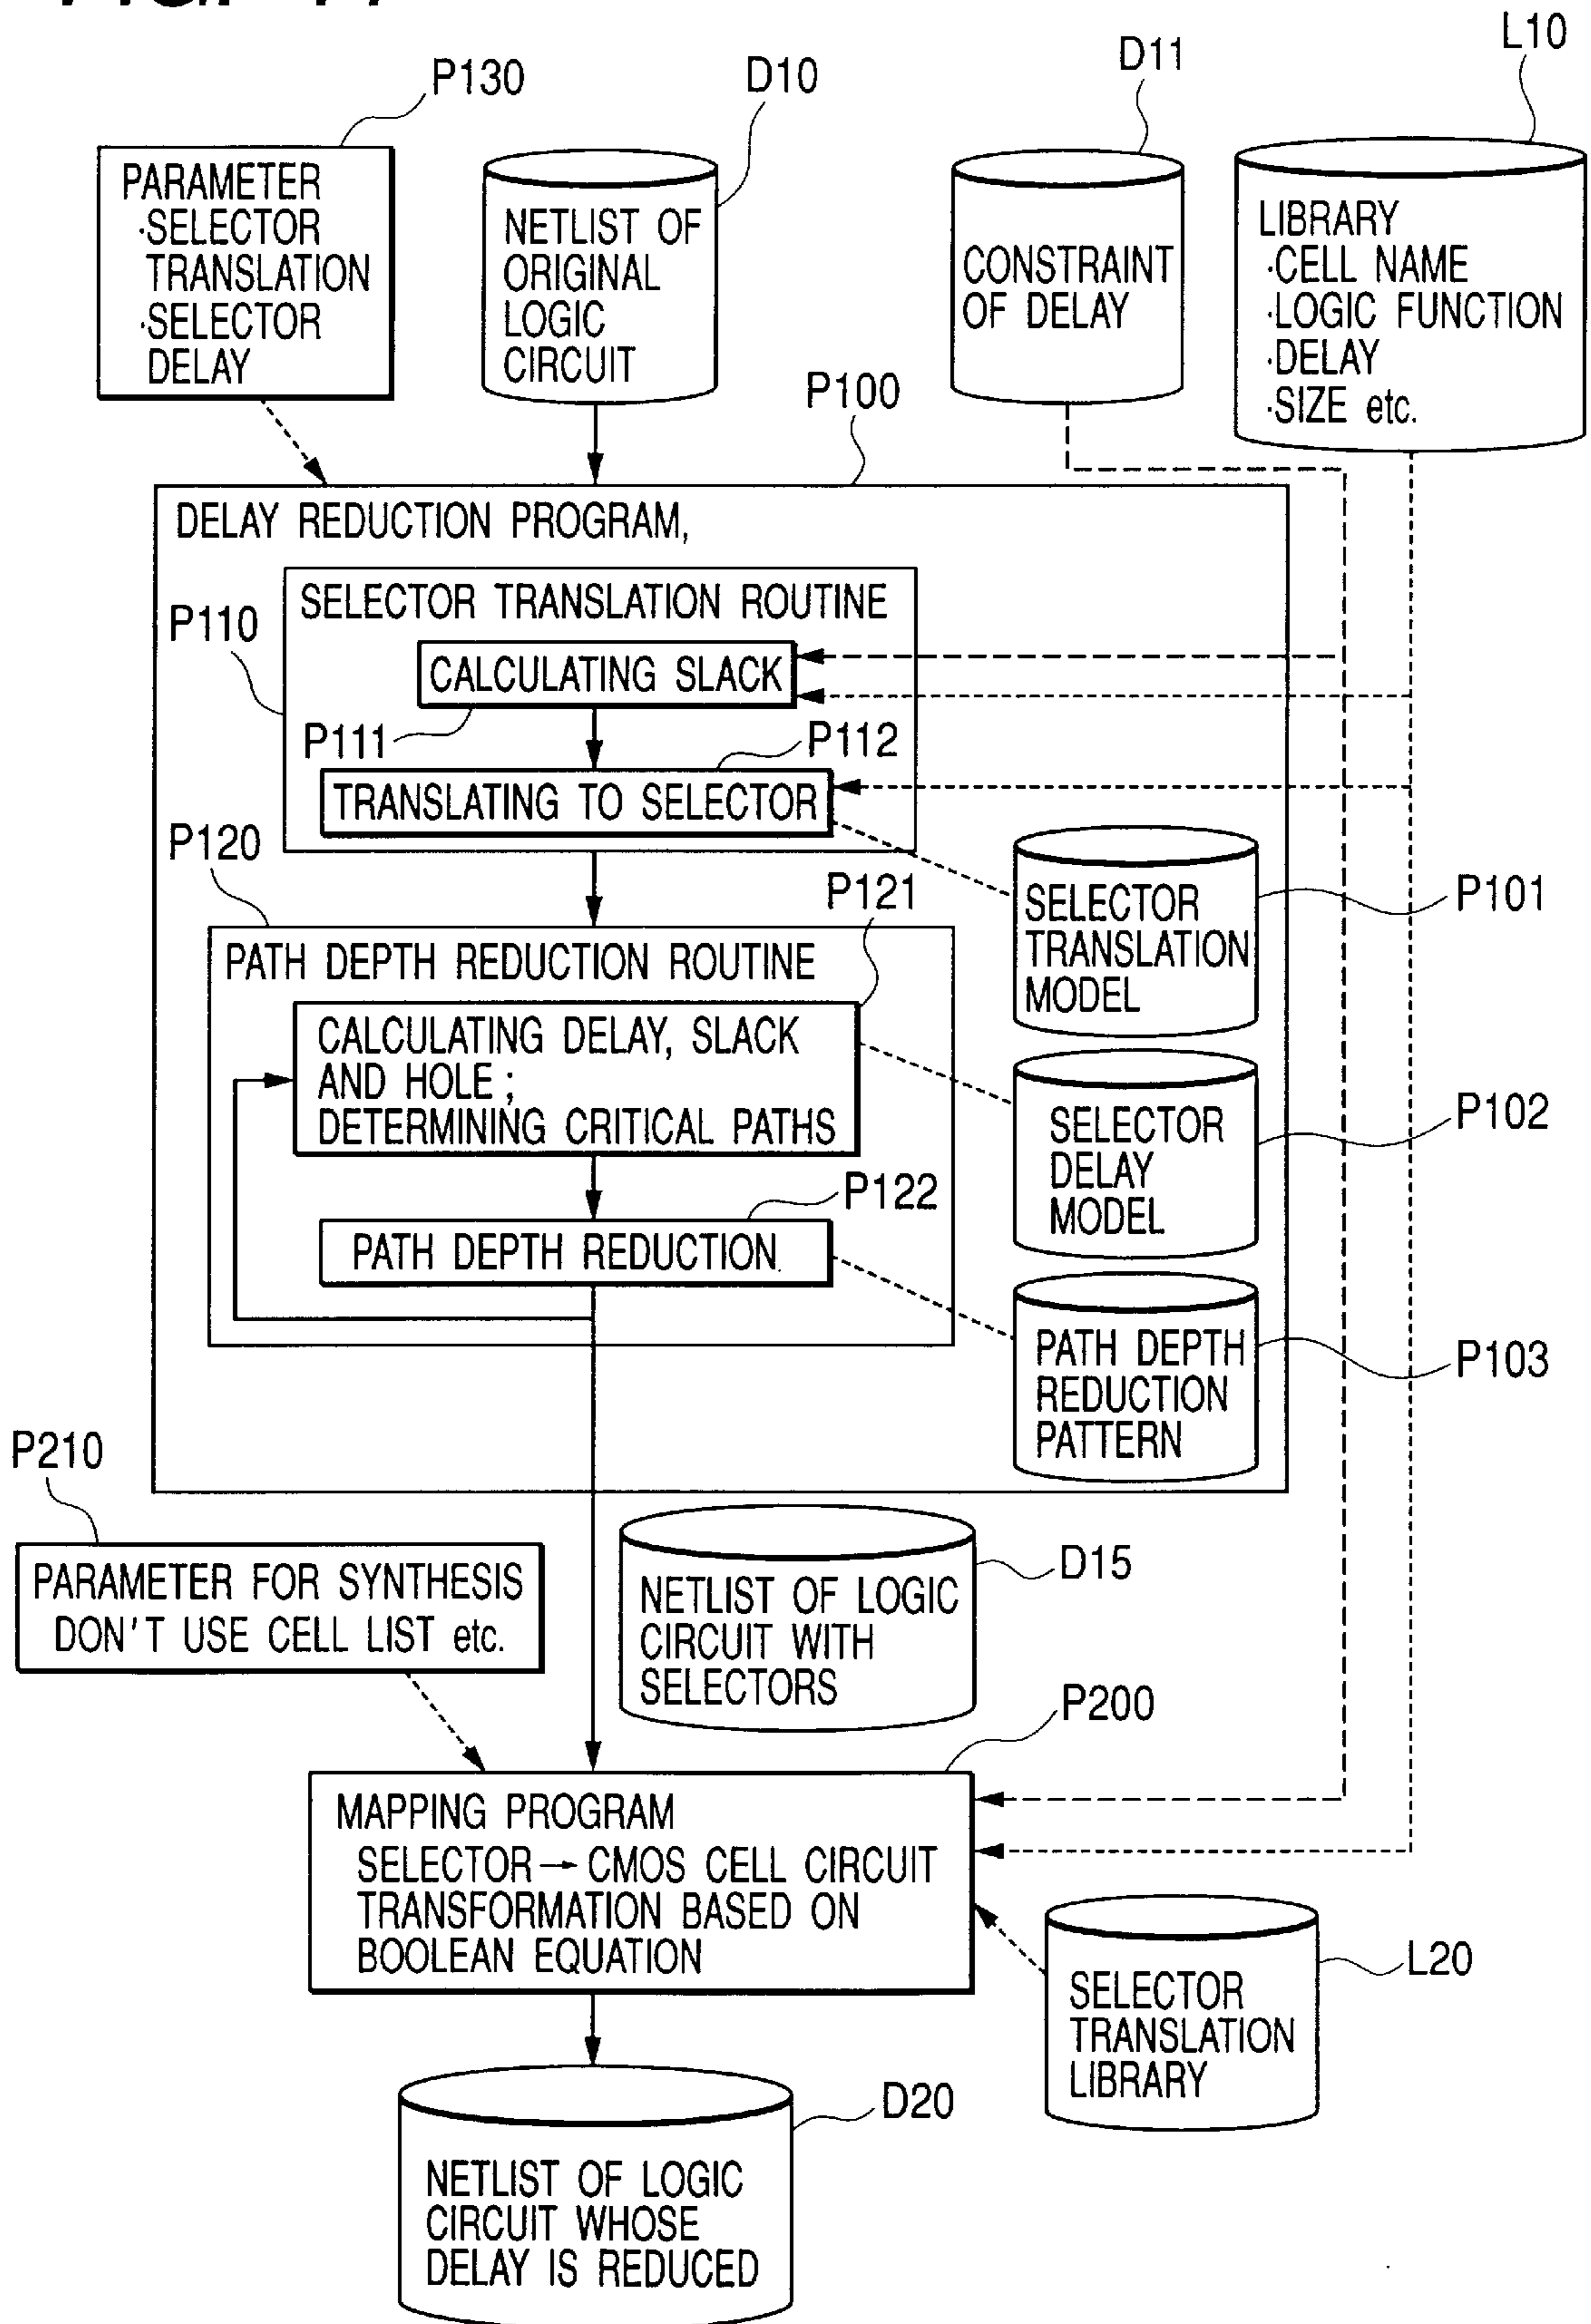 P130
D10
D11
L10
PARAMETER
·SELECTOR
TRANSLATION
·SELECTOR
DELAY
NETLIST OF
ORIGINAL
LOGIC
CIRCUIT
CONSTRAINT
OF DELAY
LIBRARY
·CELL NAME
·LOGIC FUNCTION
·DELAY
·SIZE etc.
P100
DELAY REDUCTION PROGRAM,
P110
SELECTOR TRANSLATION ROUTINE
CALCULATING SLACK
P111
P112
TRANSLATING TO SELECTOR
P120
P121
SELECTOR
TRANSLATION
MODEL
P101
PATH DEPTH REDUCTION ROUTINE
CALCULATING DELAY, SLACK
AND HOLE ;
DETERMINING CRITICAL PATHS
SELECTOR
DELAY
MODEL
P102
P122
PATH DEPTH REDUCTION
PATH DEPTH
REDUCTION
PATTERN
P103
P210
PARAMETER FOR SYNTHESIS
DON'T USE CELL LIST etc.
NETLIST OF LOGIC
CIRCUIT WITH
SELECTORS
D15
P200
MAPPING PROGRAM
SELECTOR → CMOS CELL CIRCUIT
TRANSFORMATION BASED ON
BOOLEAN EQUATION
SELECTOR
TRANSLATION
LIBRARY
L20
D20
NETLIST OF LOGIC
CIRCUIT WHOSE
DELAY IS REDUCED